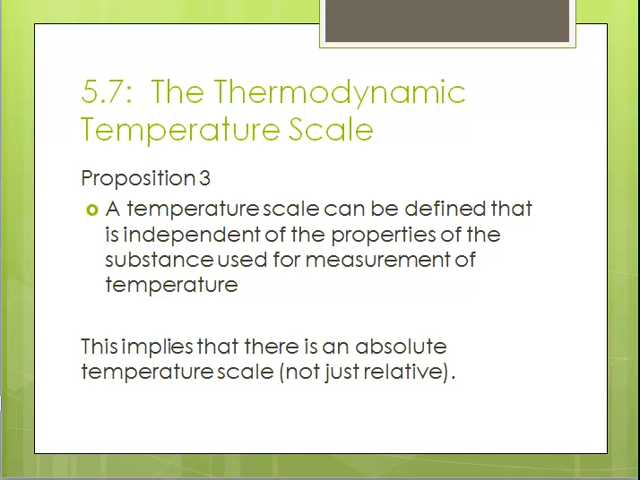 5.7:  The Thermodynamic
Temperature Scale
Proposition 3
A temperature scale can be defined that
is independent of the properties of the
substance used for measurement of
temperature
This implies that there is an absolute
temperature scale (not just relative).